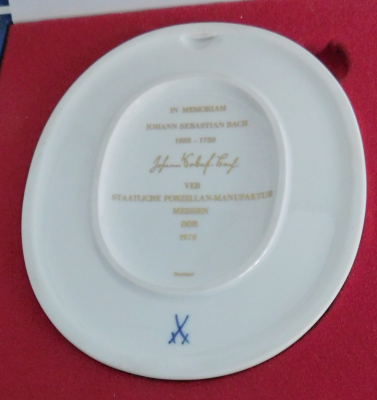 IN MEMORIAM
JOHANN SEBASTIAN BACH
1685 – 1750
VEB
STAATLICHE PORZELLAN-MANUFAKTUR
MEISSEN
DDR